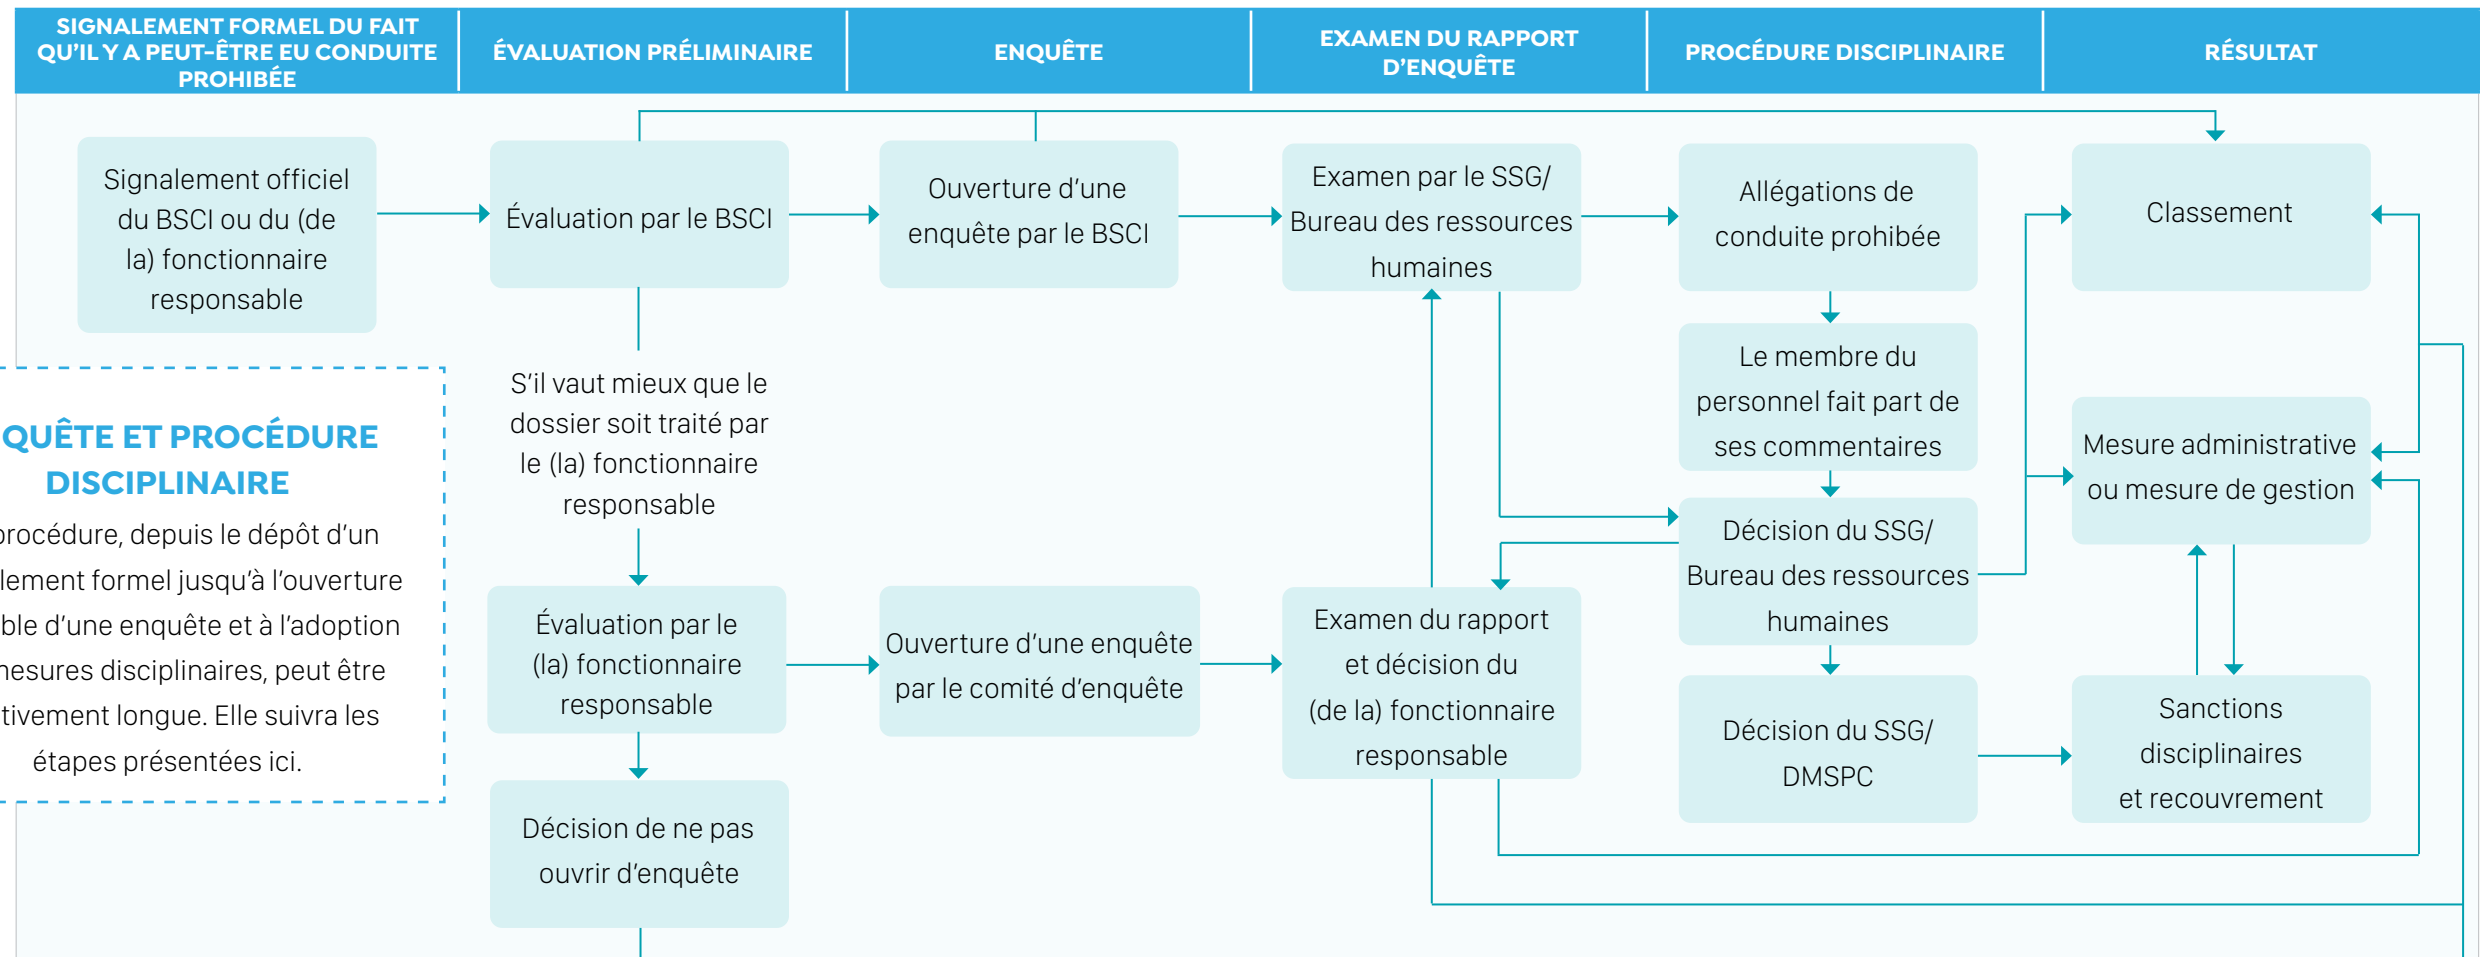 SIGNALEMENT FORMEL DU FAIT
QU'IL Y A PEUT-ÊTRE EU CONDUITE
PROHIBÉE
ÉVALUATION PRÉLIMINAIRE
ENQUÊTE
EXAMEN DU RAPPORT
D'ENQUÊTE
PROCÉDURE DISCIPLINAIRE
RÉSULTAT
Signalement officiel
du BSCI ou du (de
la) fonctionnaire
responsable
Évaluation par le BSCI
Ouverture d'une
enquête par le BSCI
Examen par le SSG/
Bureau des ressources
humaines
Allégations de
conduite prohibée
Classement
S'il vaut mieux que le
dossier soit traité par
le (la) fonctionnaire
responsable
Le membre du
personnel fait part de
ses commentaires
Mesure administrative
ou mesure de gestion
QUÊTE ET PROCÉDURE
DISCIPLINAIRE
procédure, depuis le dépôt d'un
lement formel jusqu'à l'ouverture
ble d'une enquête et à l'adoption
mesures disciplinaires, peut être
tivement longue. Elle suivra les
étapes présentées ici.
Évaluation par le
(la) fonctionnaire
responsable
Ouverture d'une enquête
par le comité d'enquête
Examen du rapport
et décision du
(de la) fonctionnaire
responsable
Décision du SSG/
Bureau des ressources
humaines
Décision du SSG/
DMSPC
Sanctions
disciplinaires
et recouvrement
Décision de ne pas
ouvrir d'enquête